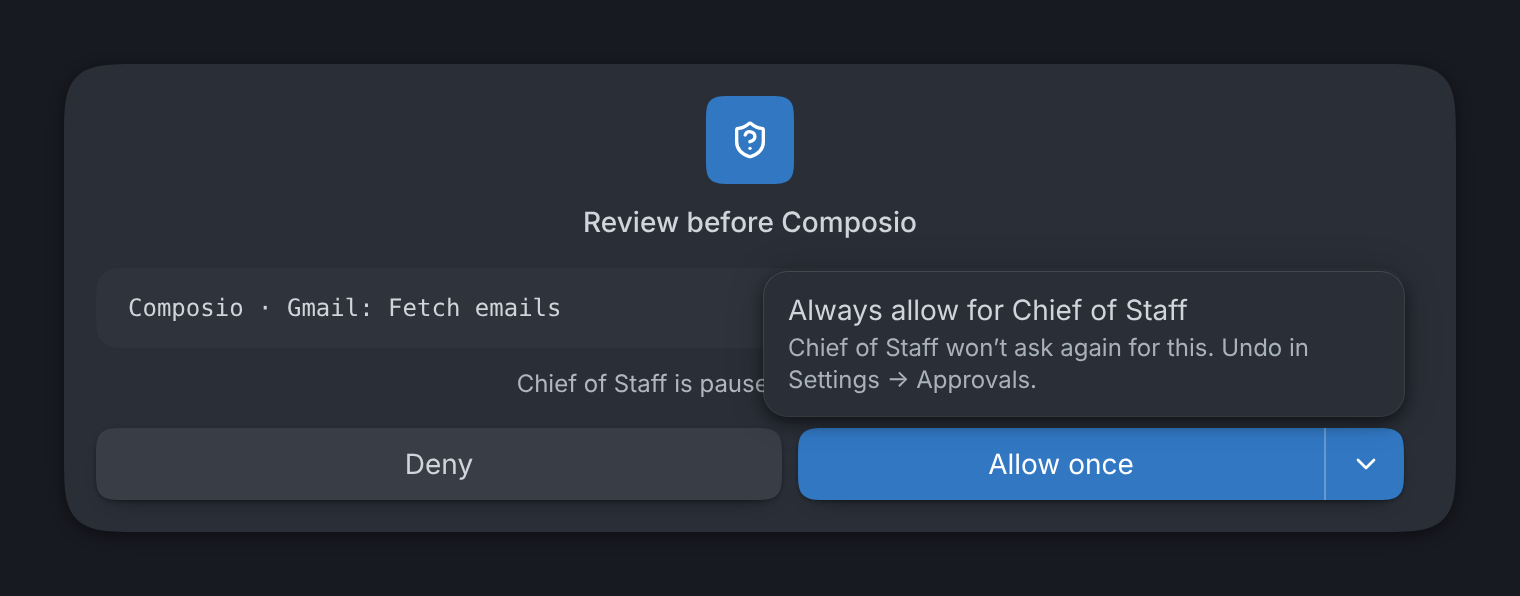 Review before Composio
Composio · Gmail: Fetch emails
Always allow for Chief of Staff
Chief of Staff won’t ask again for this. Undo in
Settings → Approvals.
Chief of Staff is
Deny
Allow once